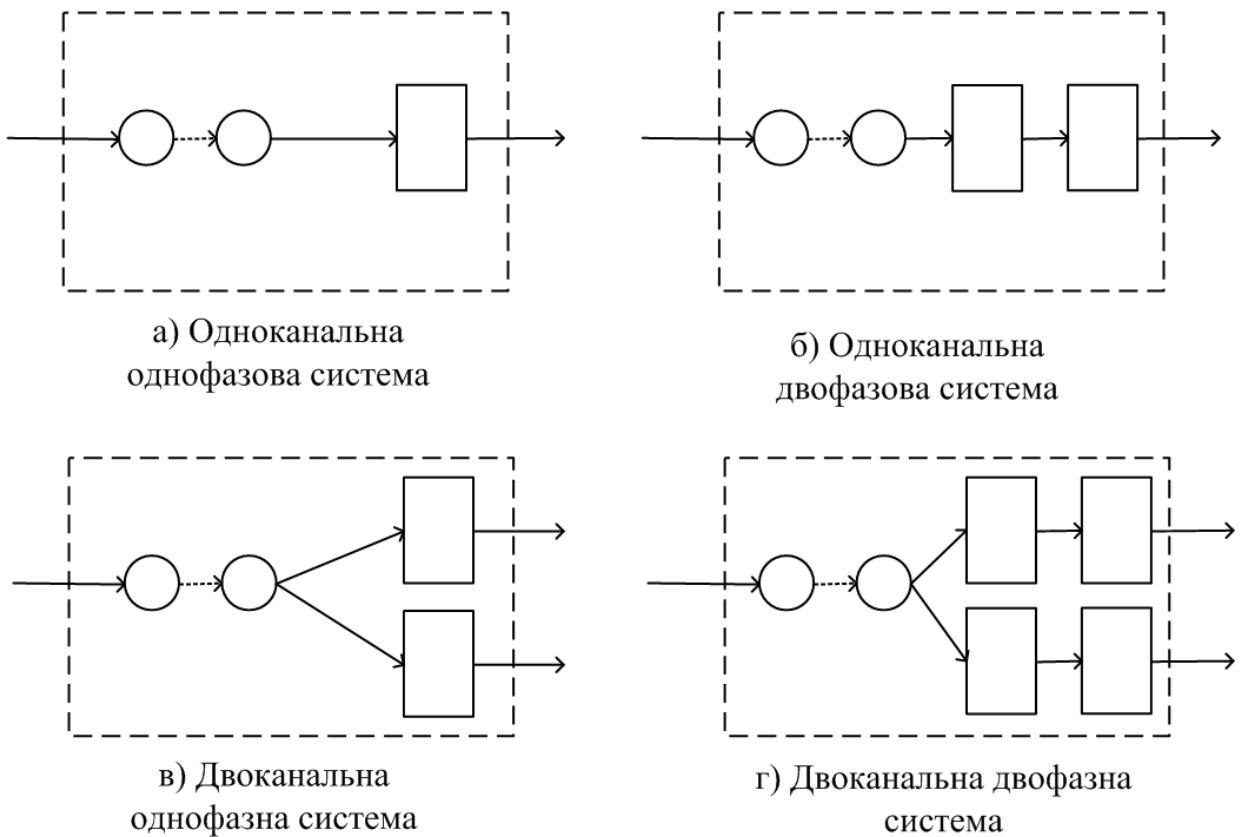 а) Одноканальна
однофазова система
б) Одноканальна
двофазова система
в) Двоканальна
однофазна система
г) Двоканальна двофазна
система